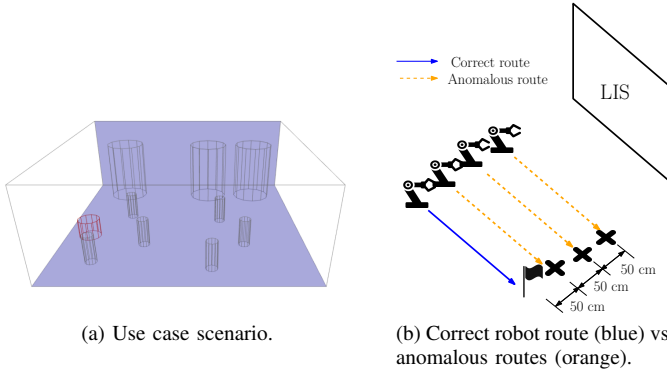 Correct route
Anomalous route
LIS
50 cm
50 cm
50 cm
(a) Use case scenario.
(b) Correct robot route (blue) vs
anomalous routes (orange).